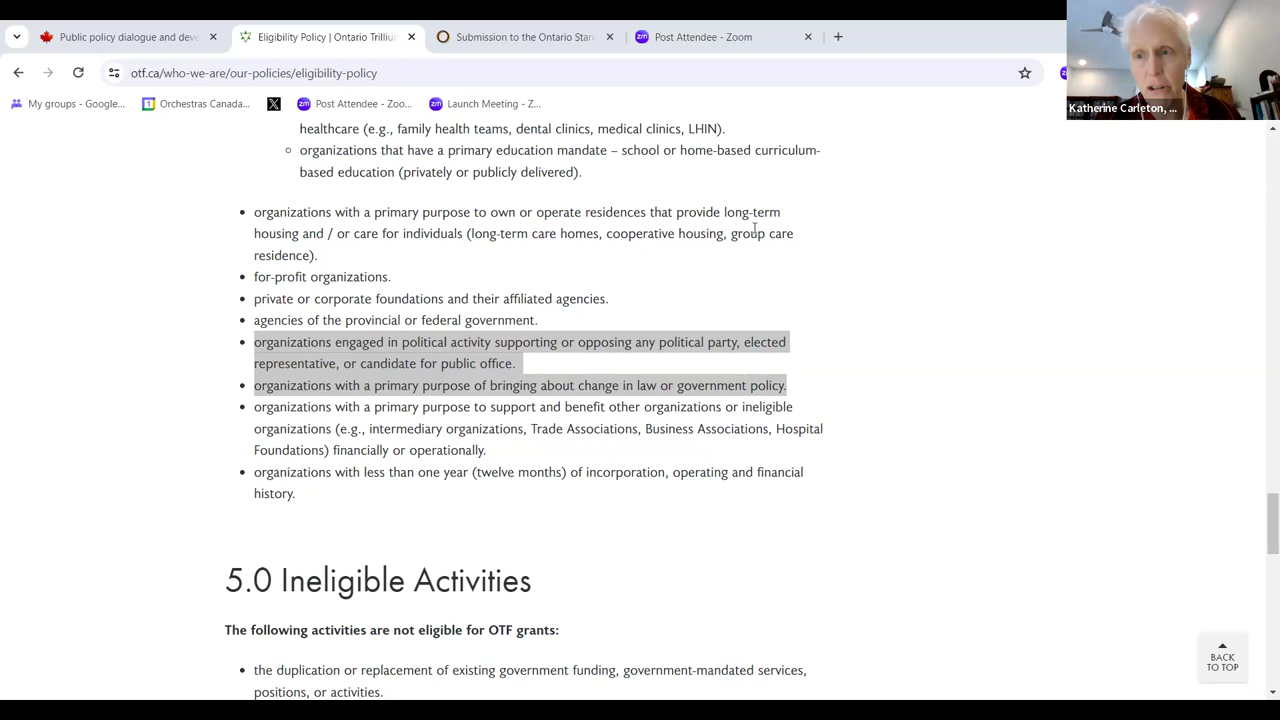 Public policy dialogue and deve
Eligibility Policy | Ontario Trilliu
Submission to the Ontario Stan
Post Attendee - Zoom
otf.ca/who-we-are/our-policies/eligibility-policy
My groups - Google...
Orchestras Canada...
Post Attendee - Zoo...
Launch Meeting - Z...
Katherine Carleton, ...
healthcare (e.g., family health teams, dental clinics, medical clinics, LHIN).
organizations that have a primary education mandate – school or home-based curriculum-
based education (privately or publicly delivered).
organizations with a primary purpose to own or operate residences that provide long-term
housing and / or care for individuals (long-term care homes, cooperative housing, group care
residence).
for-profit organizations.
private or corporate foundations and their affiliated agencies.
agencies of the provincial or federal government.
organizations engaged in political activity supporting or opposing any political party, elected
representative, or candidate for public office.
organizations with a primary purpose of bringing about change in law or government policy.
organizations with a primary purpose to support and benefit other organizations or ineligible
organizations (e.g., intermediary organizations, Trade Associations, Business Associations, Hospital
Foundations) financially or operationally.
organizations with less than one year (twelve months) of incorporation, operating and financial
history.
5.0 Ineligible Activities
The following activities are not eligible for OTF grants:
the duplication or replacement of existing government funding, government-mandated services,
positions, or activities.
BACK
TO TOP